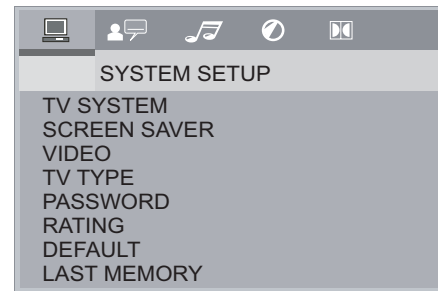 SYSTEM SETUP
TV SYSTEM
SCREEN SAVER
VIDEO
TV TYPE
PASSWORD
RATING
DEFAULT
LAST MEMORY